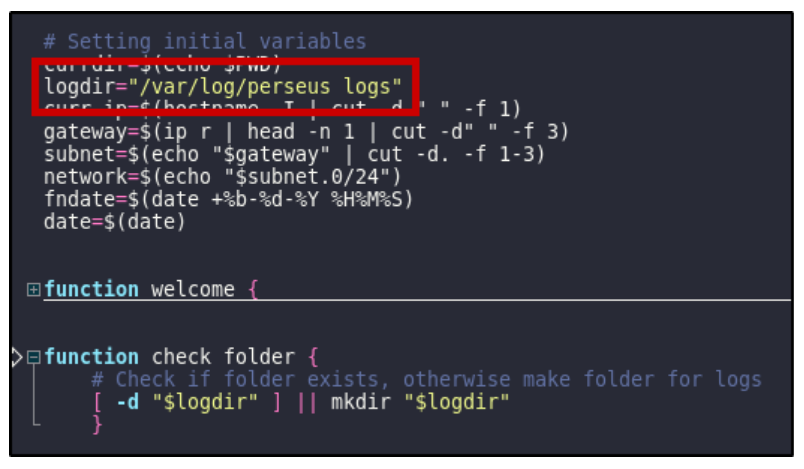 # Setting initial variables
currdir=$(echo $PWD)
logdir="/var/log/perseus logs"
curr ip=$(hostname -I | cut -d " " -f 1)
gateway=$(ip r | head -n 1 | cut -d" " -f 3)
subnet=$(echo "$gateway" | cut -d. -f 1-3)
network=$(echo "$subnet.0/24")
fndate=$(date +%b-%d-%Y %H%M%S)
date=$(date)
function welcome {
function check folder {
# Check if folder exists, otherwise make folder for logs
[ -d "$logdir" ] || mkdir "$logdir"
}